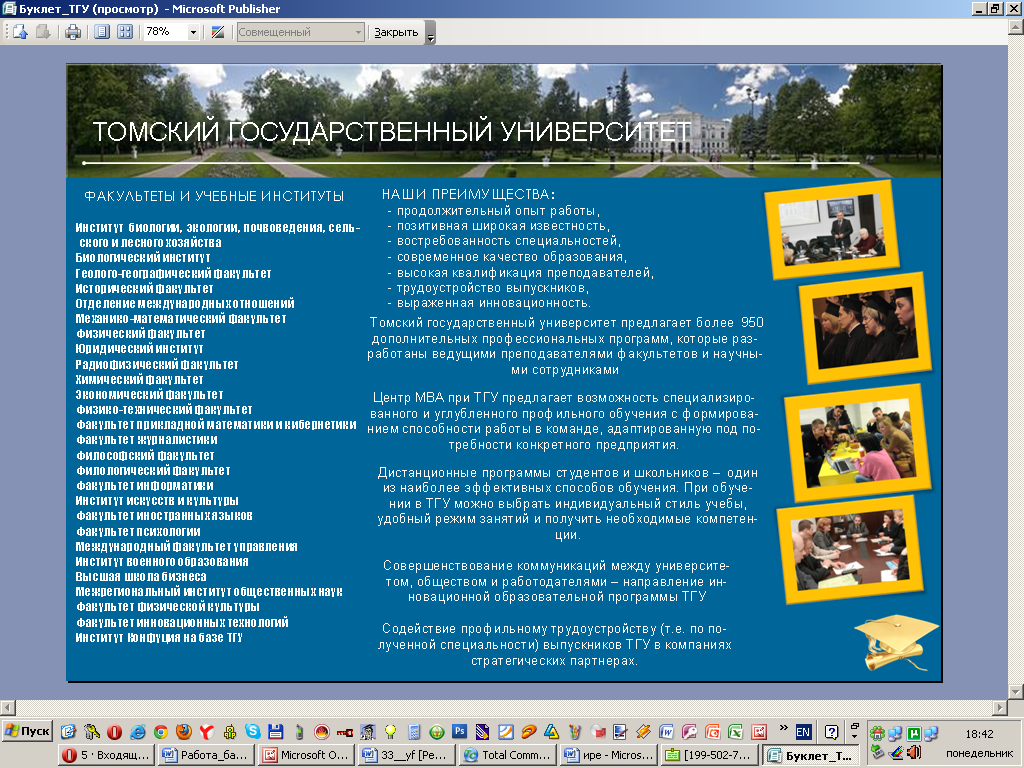 Буклет_ТГУ (просмотр) - Microsoft Publisher
78%
Совмещенный
Закрыть
ТОМСКИЙ ГОСУДАРСТВЕННЫЙ УНИВЕРСИТЕТ
ФАКУЛЬТЕТЫ И УЧЕБНЫЕ ИНСТИТУТЫ
Институт биологии, экологии, почвоведения, сель-
ского и лесного хозяйства
Биологический институт
Геолого-географический факультет
Исторический факультет
Отделение международных отношений
Механико-математический факультет
Физический факультет
Юридический институт
Радиофизический факультет
Химический факультет
Экономический факультет
Физико-технический факультет
Факультет прикладной математики и кибернетики
Факультет журналистики
Философский факультет
Филологический факультет
Факультет информатики
Институт искусств и культуры
Факультет иностранных языков
Факультет психологии
Международный факультет управления
Институт военного образования
Высшая школа бизнеса
Межрегиональный институт общественных наук
Факультет физической культуры
Факультет инновационных технологий
Институт Конфуция на базе ТГУ
НАШИ ПРЕИМУЩЕСТВА:
- продолжительный опыт работы,
- позитивная широкая известность,
- востребованность специальностей,
- современное качество образования,
- высокая квалификация преподавателей,
- трудоустройство выпускников,
- выраженная инновационность.
Томский государственный университет предлагает более 950
дополнительных профессиональных программ, которые раз-
работаны ведущими преподавателями факультетов и научны-
ми сотрудниками
Центр МВА при ТГУ предлагает возможность специализиро-
ванного и углубленного профильного обучения с формирова-
нием способности работы в команде, адаптированную под по-
требности конкретного предприятия.
Дистанционные программы студентов и школьников – один
из наиболее эффективных способов обучения. При обуче-
нии в ТГУ можно выбрать индивидуальный стиль учебы,
удобный режим занятий и получить необходимые компетен-
ции.
Совершенствование коммуникаций между университе-
том, обществом и работодателями – направление ин-
новационной образовательной программы ТГУ
Содействие профильному трудоустройству (т.е. по по-
лученной специальности) выпускников ТГУ в компаниях
стратегических партнерах.
Пуск
EN
18:42
5 · Входящ...
Работа_ба...
Microsoft O...
33__yf [Ре...
Total Comm...
ире - Micros...
[199-502-7...
Буклет_Т...
понедельник